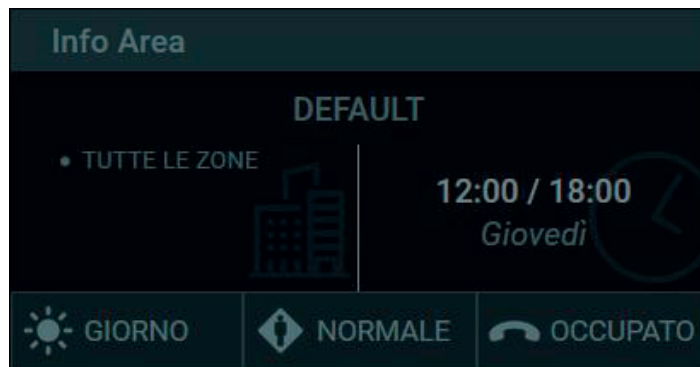 Info Area
DEFAULT
• TUTTE LE ZONE
12:00 / 18:00
Giovedì
GIORNO
NORMALE
OCCUPATO